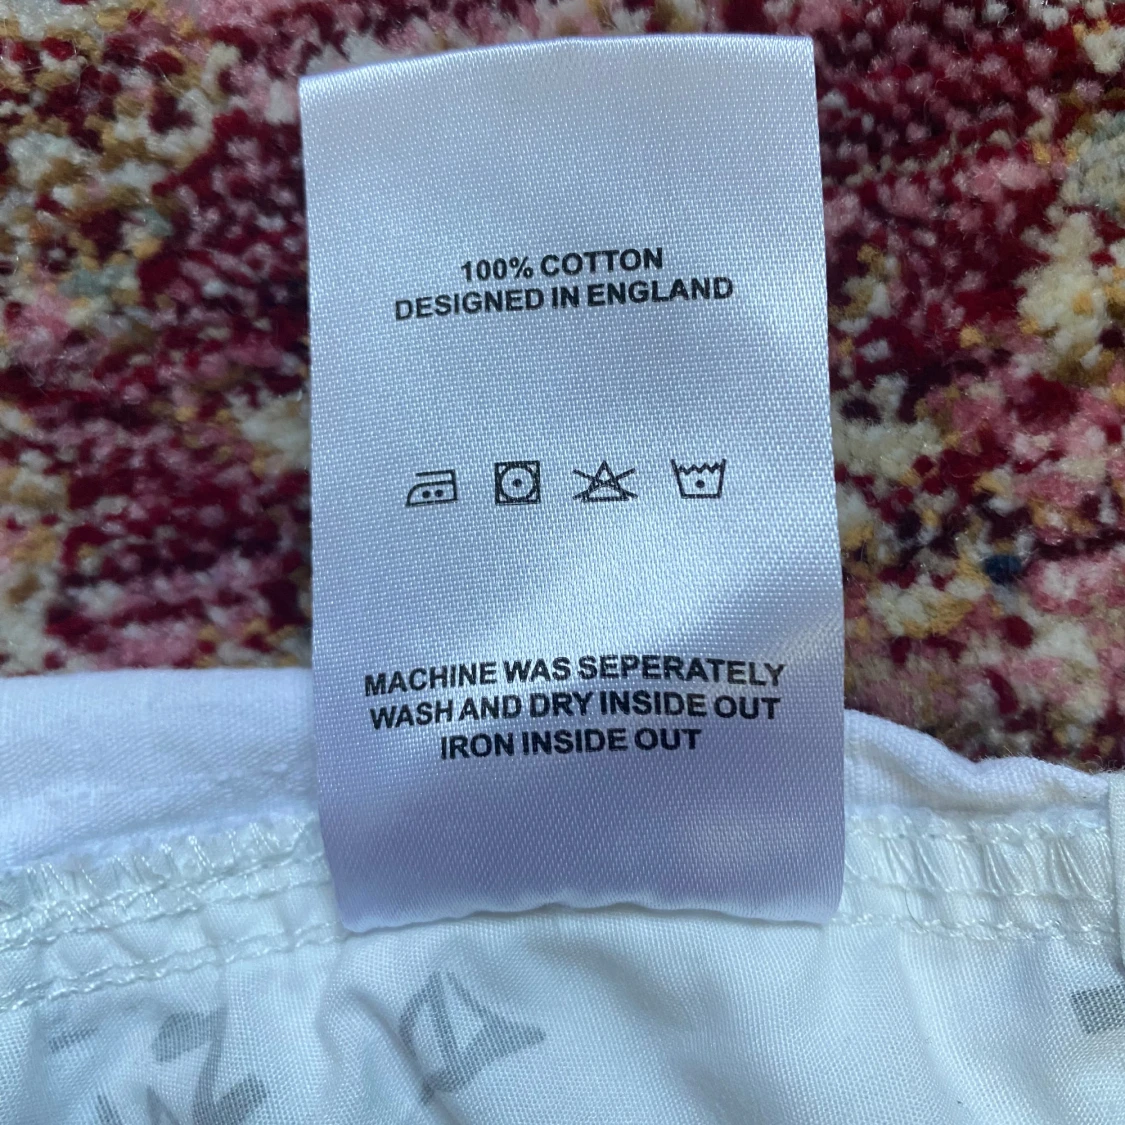 100% COTTON
DESIGNED IN ENGLAND
MACHINE WAS SEPERATELY
WASH AND DRY INSIDE OUT
IRON INSIDE OUT